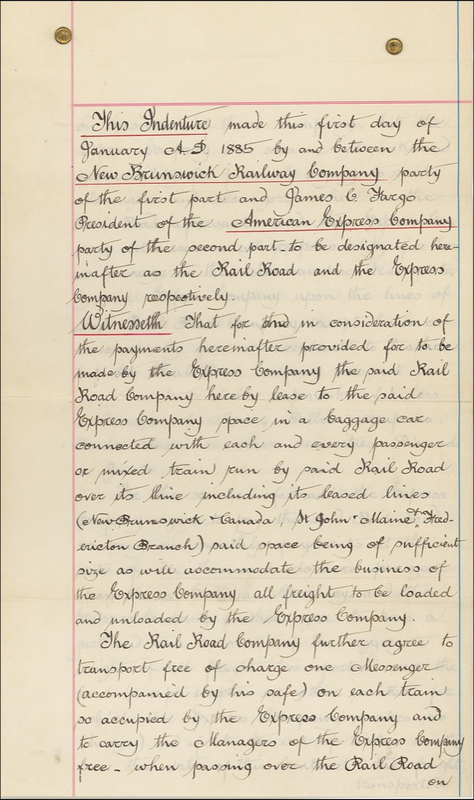 This Indenture made this first day of
January A.D. 1885 by and between the
New Brunswick Railway Company party
of the first part and James C. Fargo
President of the American Express Company
party of the second part - to be designated here-
inafter as the Rail Road and the Express
Company respectively.
Witnesseth That for and in consideration of
the payments hereinafter provided for to be
made by the Express Company the said Rail
Road Company hereby lease to the said
Express Company space in a baggage car
connected with each and every passenger
or mixed train run by said Rail Road
over its line including its leased lines
(New Brunswick & Canada, St John & Maine, & Fred-
ericton Branch) said space being of sufficient
size as will accommodate the business of
the Express Company all freight to be loaded
and unloaded by the Express Company.
The Rail Road Company further agree to
transport free of charge one Messenger
(accompanied by his safe) on each train
so occupied by the Express Company and
to carry the Managers of the Express Company
free - when passing over the Rail Road
on